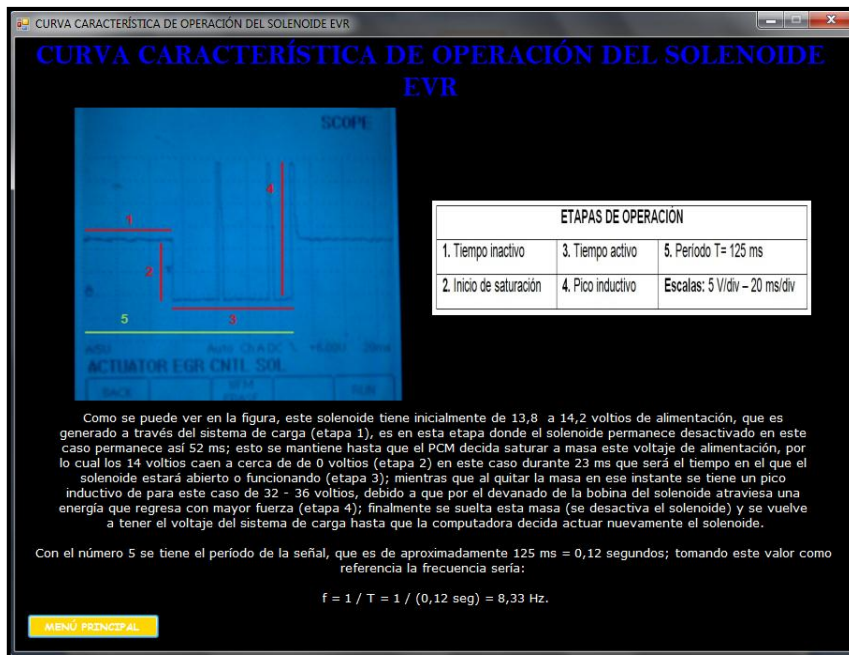 CURVA CARACTERÍSTICA DE OPERACIÓN DEL SOLENOIDE EVR
CURVA CARACTERÍSTICA DE OPERACIÓN DEL SOLENOIDE
EVR
SCOPE
1
2
3
4
5
ACTUATOR EGR CNTL SOL
BACK
RUN
ETAPAS DE OPERACIÓN
1. Tiempo inactivo 3. Tiempo activo 5. Período T= 125 ms
2. Inicio de saturación 4. Pico inductivo Escalas: 5 V/div – 20 ms/div
Como se puede ver en la figura, este solenoide tiene inicialmente de 13,8 a 14,2 voltios de alimentación, que es
generado a través del sistema de carga (etapa 1), es en esta etapa donde el solenoide permanece desactivado en este
caso permanece así 52 ms; esto se mantiene hasta que el PCM decida saturar a masa este voltaje de alimentación, por
lo cual los 14 voltios caen a cerca de de 0 voltios (etapa 2) en este caso durante 23 ms que será el tiempo en el que el
solenoide estará abierto o funcionando (etapa 3); mientras que al quitar la masa en ese instante se tiene un pico
inductivo de para este caso de 32 - 36 voltios, debido a que por el devanado de la bobina del solenoide atraviesa una
energía que regresa con mayor fuerza (etapa 4); finalmente se suelta esta masa (se desactiva el solenoide) y se vuelve
a tener el voltaje del sistema de carga hasta que la computadora decida actuar nuevamente el solenoide.
Con el número 5 se tiene el período de la señal, que es de aproximadamente 125 ms = 0,12 segundos; tomando este valor como
referencia la frecuencia sería:
f = 1 / T = 1 / (0,12 seg) = 8,33 Hz.
MENÚ PRINCIPAL